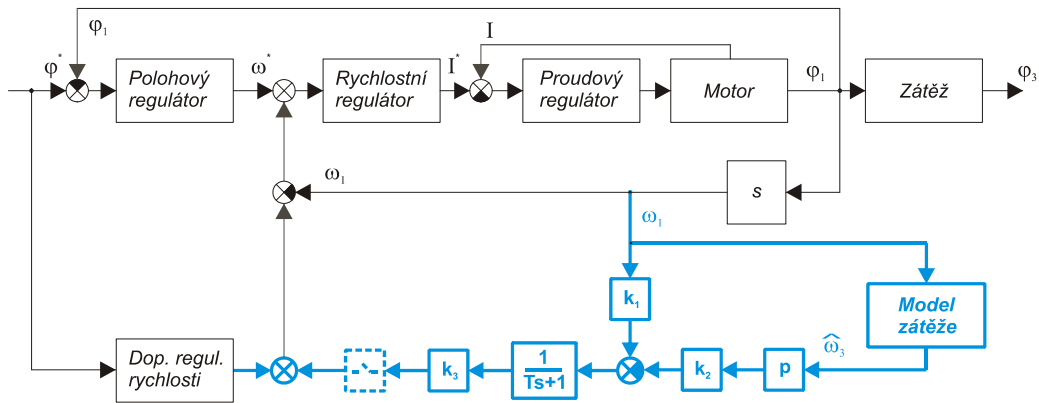 φ₁
I
φ*
Polohový
regulátor
ω*
Rychlostní
regulátor
I*
Proudový
regulátor
Motor
φ₁
Zátěž
φ₃
ω₁
s
ω₁
k₁
Model
zátěže
ω̂₃
Dop. regul.
rychlosti
k₃
1
Ts+1
k₂
p